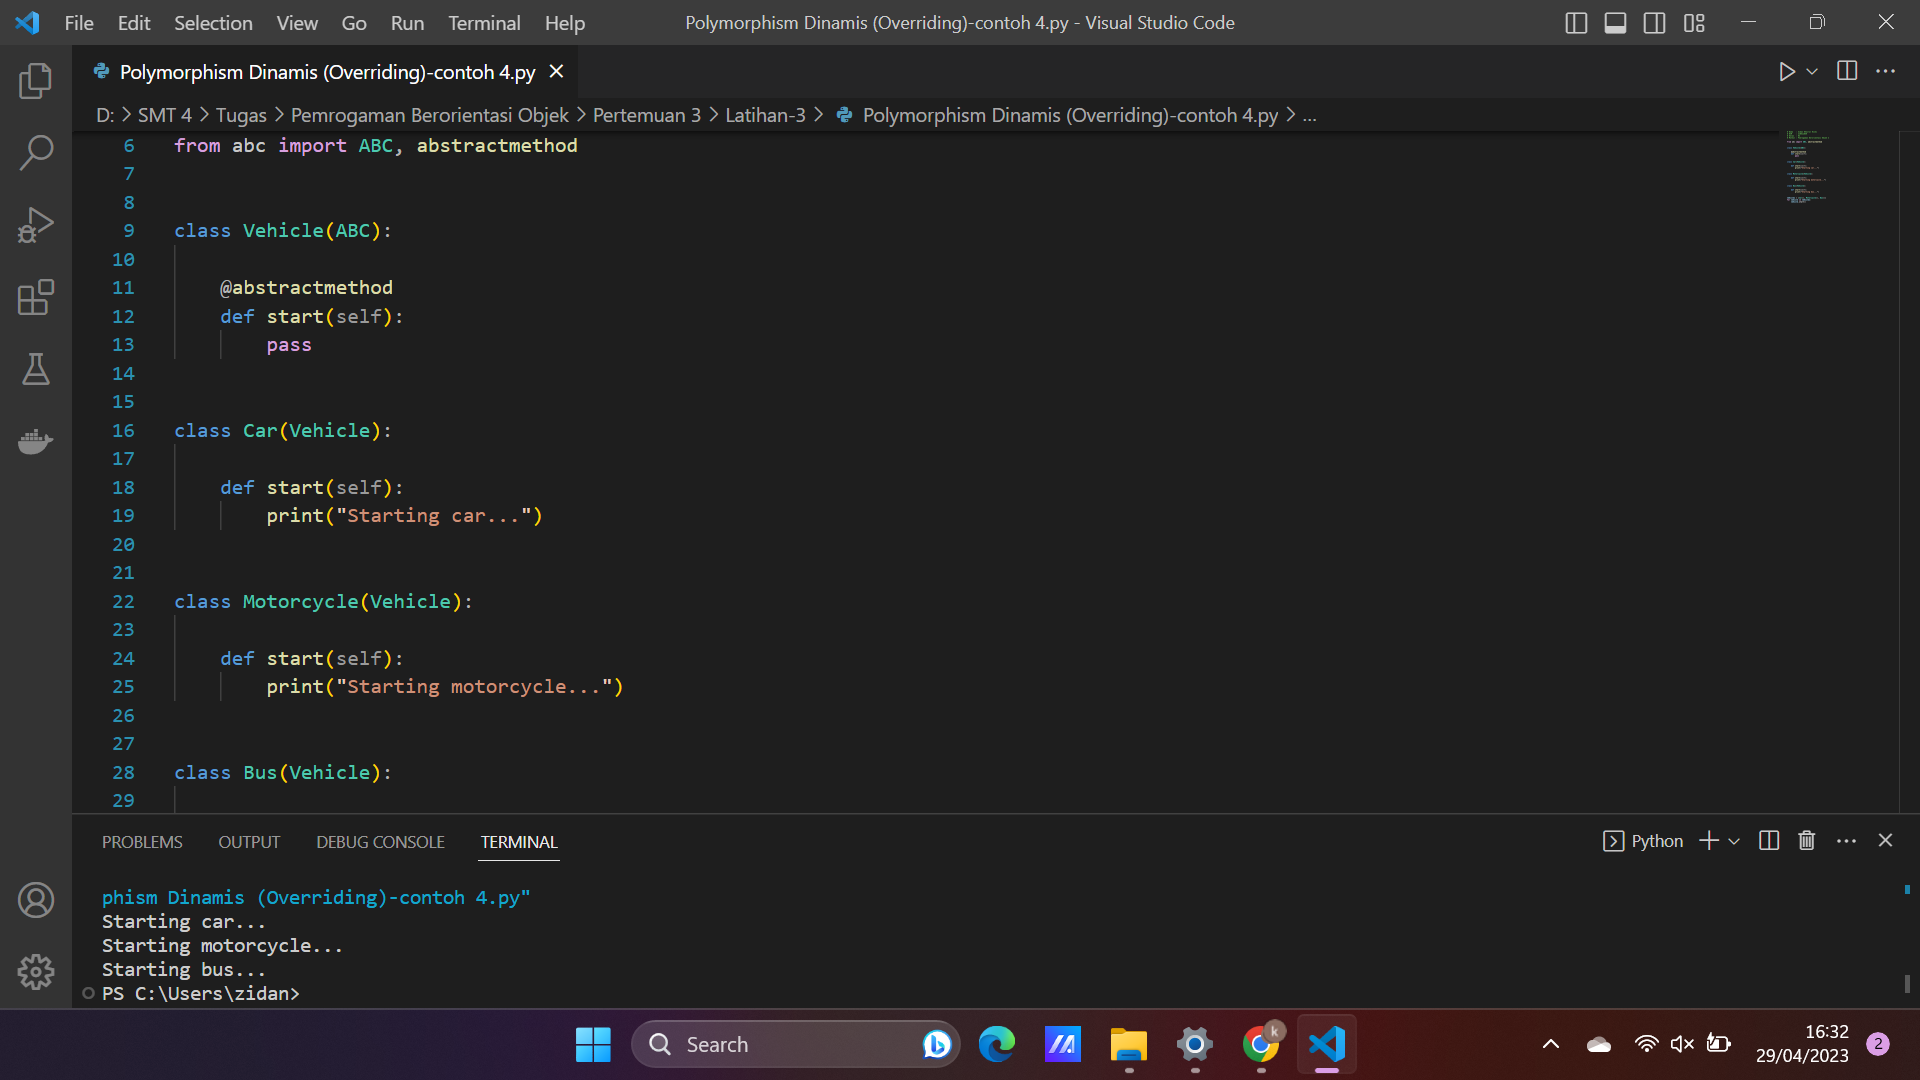 File Edit Selection View Go Run Terminal Help
Polymorphism Dinamis (Overriding)-contoh 4.py - Visual Studio Code
Polymorphism Dinamis (Overriding)-contoh 4.py
D: > SMT 4 > Tugas > Pemrogaman Berorientasi Objek > Pertemuan 3 > Latihan-3 > Polymorphism Dinamis (Overriding)-contoh 4.py > ...
6 from abc import ABC, abstractmethod
7
8
9 class Vehicle(ABC):
10
11 @abstractmethod
12 def start(self):
13 pass
14
15
16 class Car(Vehicle):
17
18 def start(self):
19 print("Starting car...")
20
21
22 class Motorcycle(Vehicle):
23
24 def start(self):
25 print("Starting motorcycle...")
26
27
28 class Bus(Vehicle):
29
PROBLEMS OUTPUT DEBUG CONSOLE TERMINAL
Python
phism Dinamis (Overriding)-contoh 4.py"
Starting car...
Starting motorcycle...
Starting bus...
PS C:\Users\zidan>
Search
k
16:32
29/04/2023
2